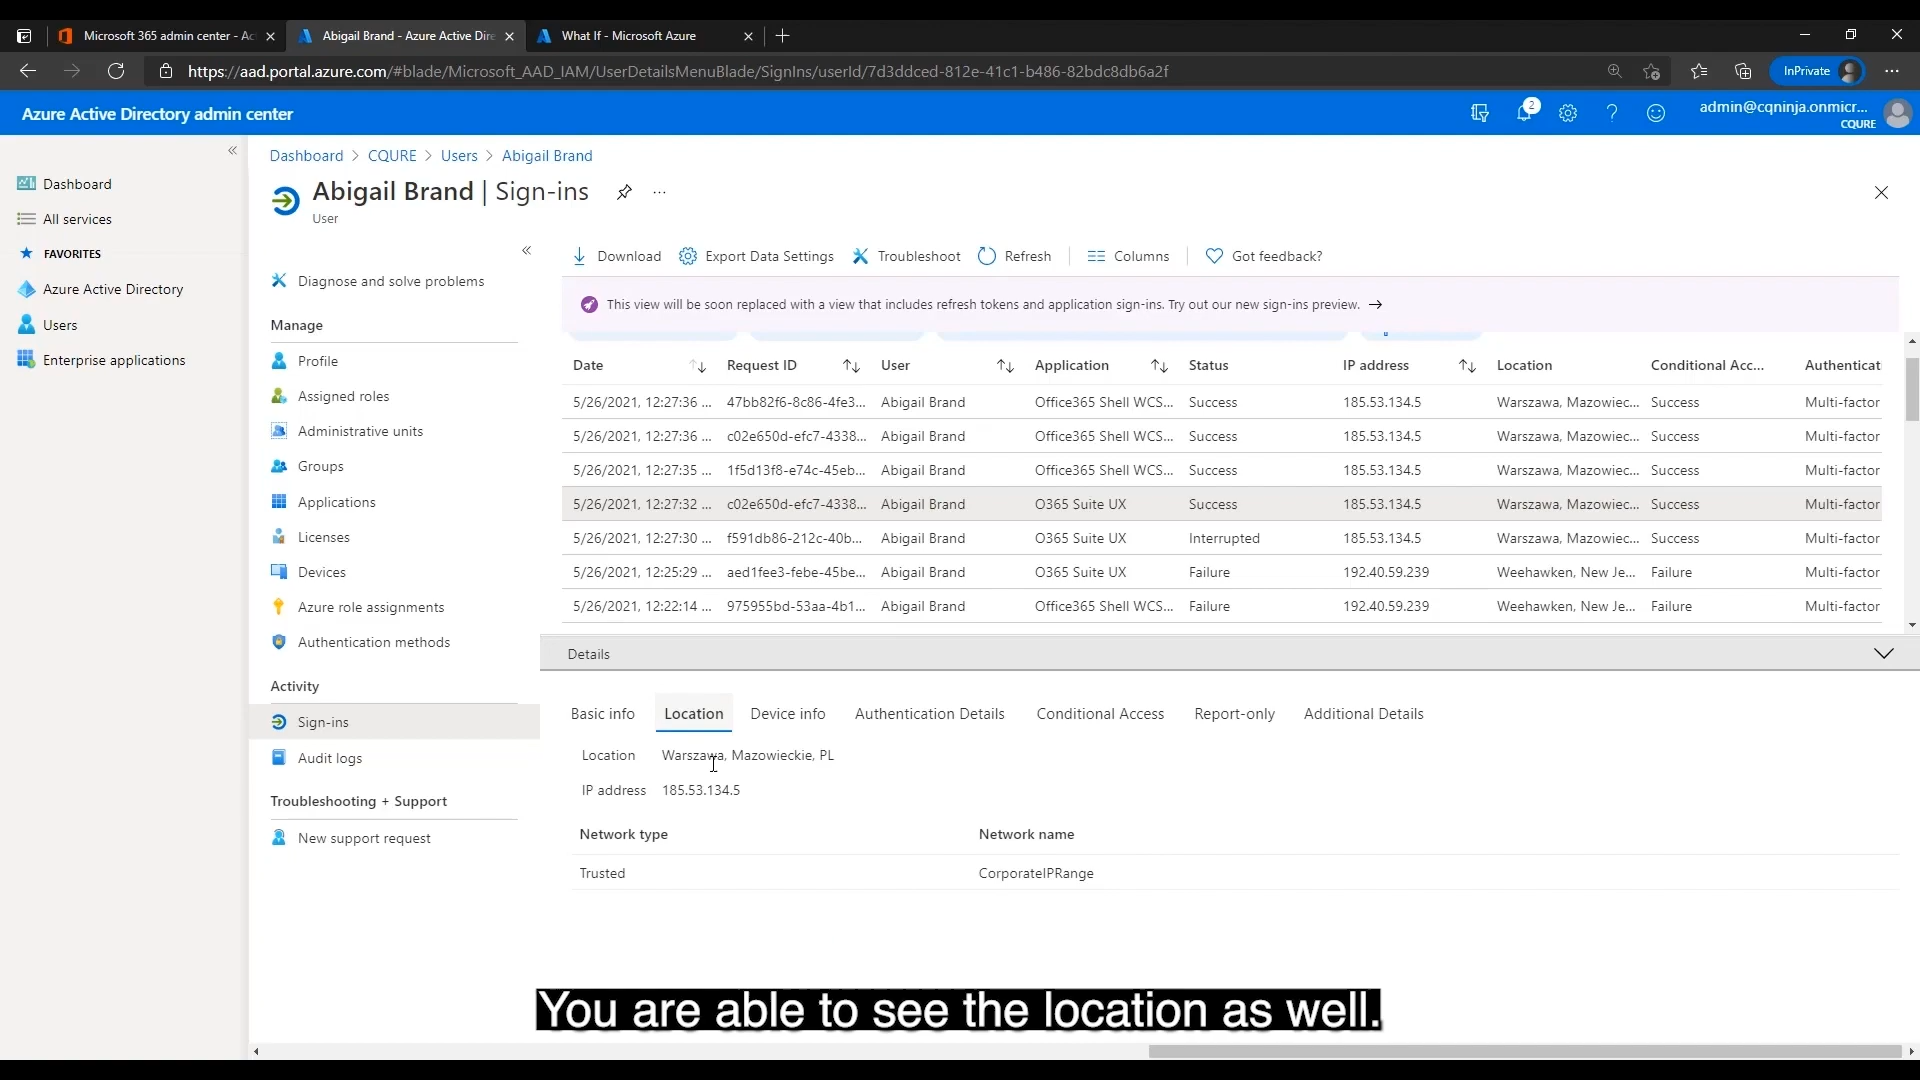 Microsoft 365 admin center - Ac
Abigail Brand - Azure Active Dire
What If - Microsoft Azure
https://aad.portal.azure.com/#blade/Microsoft_AAD_IAM/UserDetailsMenuBlade/SignIns/userId/7d3ddced-812e-41c1-b486-82bdc8db6a2f
InPrivate
Azure Active Directory admin center
2
admin@cqninja.onmicr...
CQURE
Dashboard > CQURE > Users > Abigail Brand
Abigail Brand | Sign-ins
User
Dashboard
All services
FAVORITES
Azure Active Directory
Users
Enterprise applications
Diagnose and solve problems
Manage
Profile
Assigned roles
Administrative units
Groups
Applications
Licenses
Devices
Azure role assignments
Authentication methods
Activity
Sign-ins
Audit logs
Troubleshooting + Support
New support request
Download Export Data Settings Troubleshoot Refresh Columns Got feedback?
This view will be soon replaced with a view that includes refresh tokens and application sign-ins. Try out our new sign-ins preview. →
Date Request ID User Application Status IP address Location Conditional Acc... Authenticat
5/26/2021, 12:27:36 ... 47bb82f6-8c86-4fe3... Abigail Brand Office365 Shell WCS... Success 185.53.134.5 Warszawa, Mazowiec... Success Multi-factor
5/26/2021, 12:27:36 ... c02e650d-efc7-4338... Abigail Brand Office365 Shell WCS... Success 185.53.134.5 Warszawa, Mazowiec... Success Multi-factor
5/26/2021, 12:27:35 ... 1f5d13f8-e74c-45eb... Abigail Brand Office365 Shell WCS... Success 185.53.134.5 Warszawa, Mazowiec... Success Multi-factor
5/26/2021, 12:27:32 ... c02e650d-efc7-4338... Abigail Brand O365 Suite UX Success 185.53.134.5 Warszawa, Mazowiec... Success Multi-factor
5/26/2021, 12:27:30 ... f591db86-212c-40b... Abigail Brand O365 Suite UX Interrupted 185.53.134.5 Warszawa, Mazowiec... Success Multi-factor
5/26/2021, 12:25:29 ... aed1fee3-febe-45be... Abigail Brand O365 Suite UX Failure 192.40.59.239 Weehawken, New Je... Failure Multi-factor
5/26/2021, 12:22:14 ... 975955bd-53aa-4b1... Abigail Brand Office365 Shell WCS... Failure 192.40.59.239 Weehawken, New Je... Failure Multi-factor
Details
Basic info Location Device info Authentication Details Conditional Access Report-only Additional Details
Location Warszawa, Mazowieckie, PL
IP address 185.53.134.5
Network type Network name
Trusted CorporateIPRange
You are able to see the location as well.